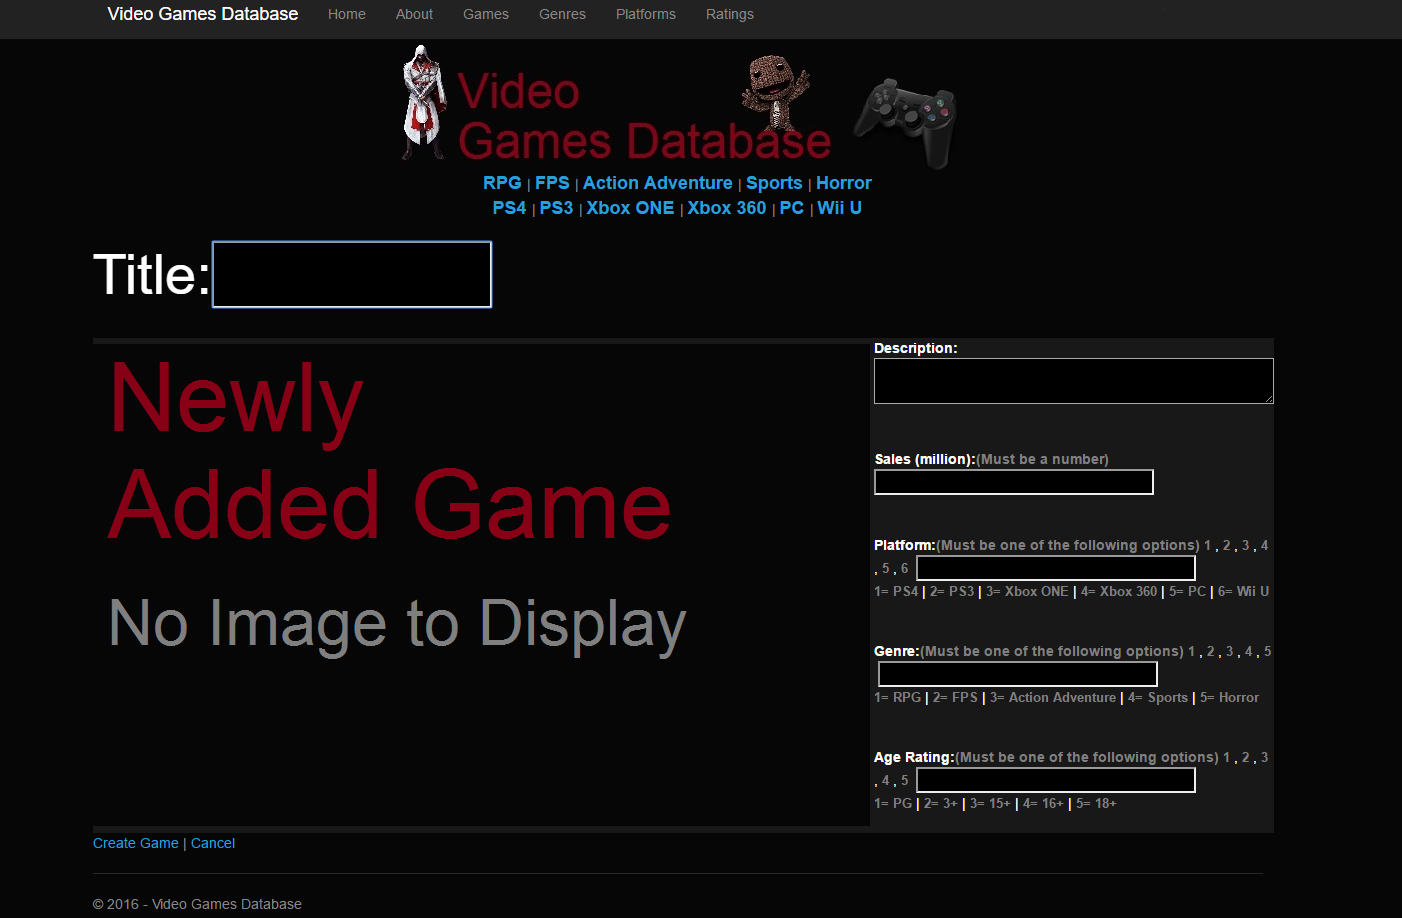 Video Games Database Home About Games Genres Platforms Ratings
Video
Games Database
RPG | FPS | Action Adventure | Sports | Horror
PS4 | PS3 | Xbox ONE | Xbox 360 | PC | Wii U
Title:
Newly
Added Game
No Image to Display
Description:
Sales (million):(Must be a number)
Platform:(Must be one of the following options) 1 , 2 , 3 , 4
, 5 , 6
1= PS4 | 2= PS3 | 3= Xbox ONE | 4= Xbox 360 | 5= PC | 6= Wii U
Genre:(Must be one of the following options) 1 , 2 , 3 , 4 , 5
1= RPG | 2= FPS | 3= Action Adventure | 4= Sports | 5= Horror
Age Rating:(Must be one of the following options) 1 , 2 , 3
, 4 , 5
1= PG | 2= 3+ | 3= 15+ | 4= 16+ | 5= 18+
Create Game | Cancel
© 2016 - Video Games Database